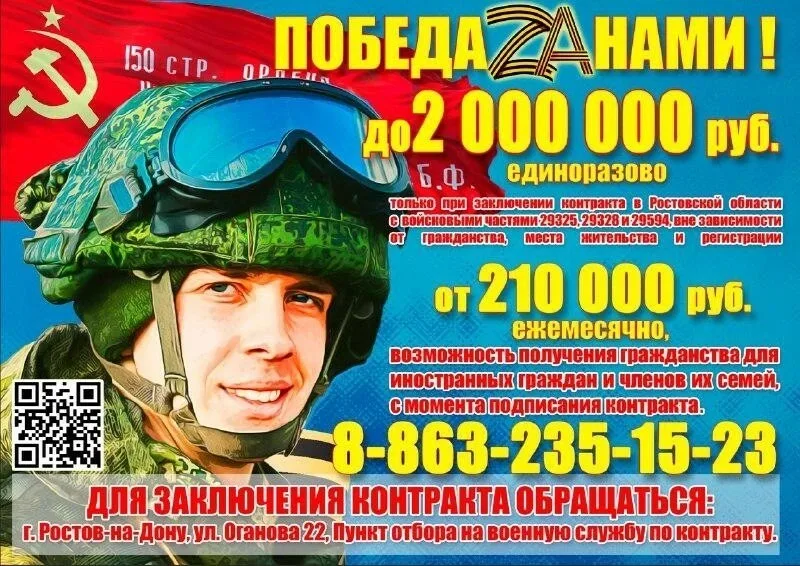 150 СТР. ОРДЕНА
ПОБЕДА ZА НАМИ !
до 2 000 000 руб.
единоразово
Б.Ф.
только при заключении контракта в Ростовской области
с войсковыми частями 29325, 29328 и 29594, вне зависимости
от гражданства, места жительства и регистрации
от 210 000 руб.
ежемесячно,
возможность получения гражданства для
иностранных граждан и членов их семей,
с момента подписания контракта.
8-863-235-15-23
ДЛЯ ЗАКЛЮЧЕНИЯ КОНТРАКТА ОБРАЩАТЬСЯ:
г. Ростов-на-Дону, ул. Оганова 22, Пункт отбора на военную службу по контракту.